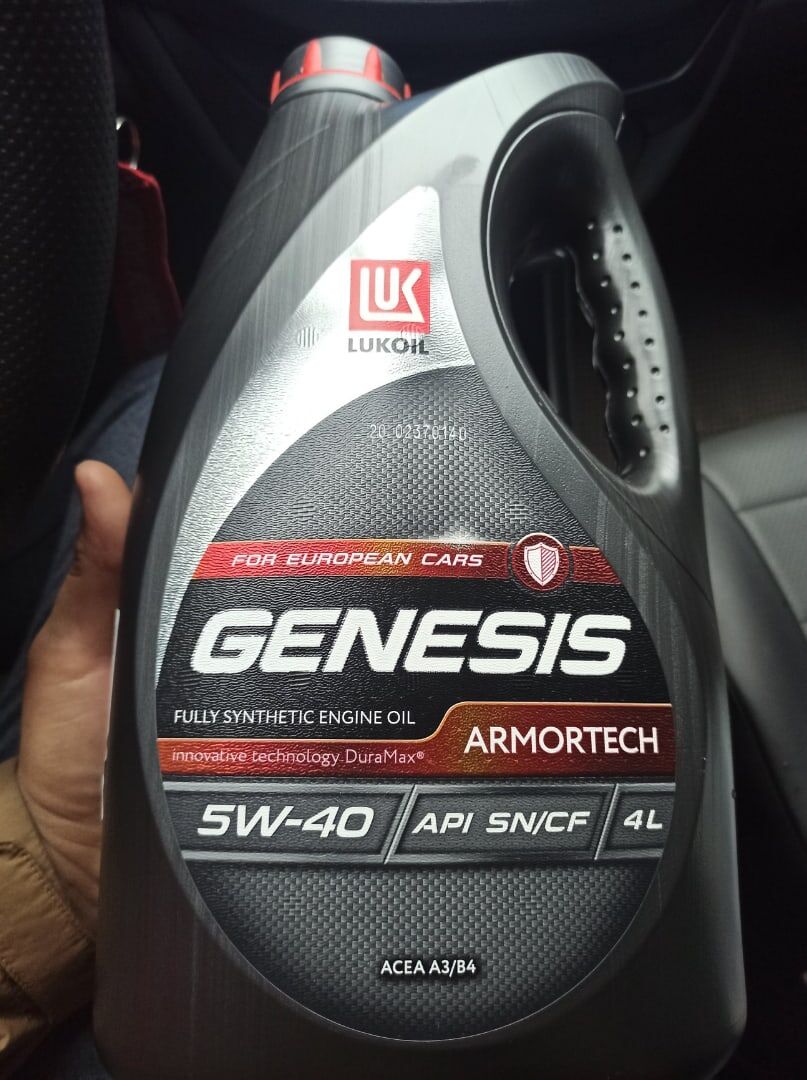 LUK
LUKOIL
20 02376140
FOR EUROPEAN CARS
GENESIS
FULLY SYNTHETIC ENGINE OIL
ARMORTECH
innovative technology DuraMax®
5W-40 API SN/CF 4L
ACEA A3/B4